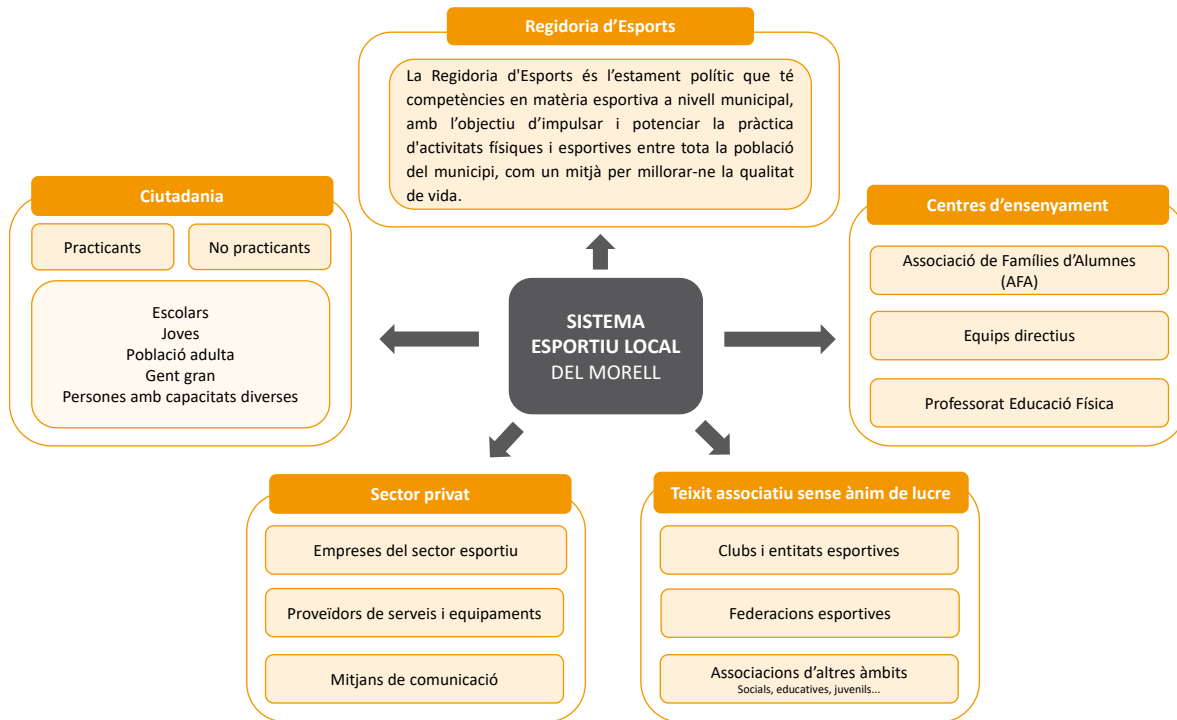 Regidoria d’Esports
La Regidoria d'Esports és l’estament polític que té
competències en matèria esportiva a nivell municipal,
amb l’objectiu d’impulsar i potenciar la pràctica
d'activitats físiques i esportives entre tota la població
del municipi, com un mitjà per millorar-ne la qualitat
de vida.
Ciutadania
Practicants
No practicants
Escolars
Joves
Població adulta
Gent gran
Persones amb capacitats diverses
SISTEMA
ESPORTIU LOCAL
DEL MORELL
Centres d’ensenyament
Associació de Famílies d’Alumnes
(AFA)
Equips directius
Professorat Educació Física
Sector privat
Empreses del sector esportiu
Proveïdors de serveis i equipaments
Mitjans de comunicació
Teixit associatiu sense ànim de lucre
Clubs i entitats esportives
Federacions esportives
Associacions d’altres àmbits
Socials, educatives, juvenils...